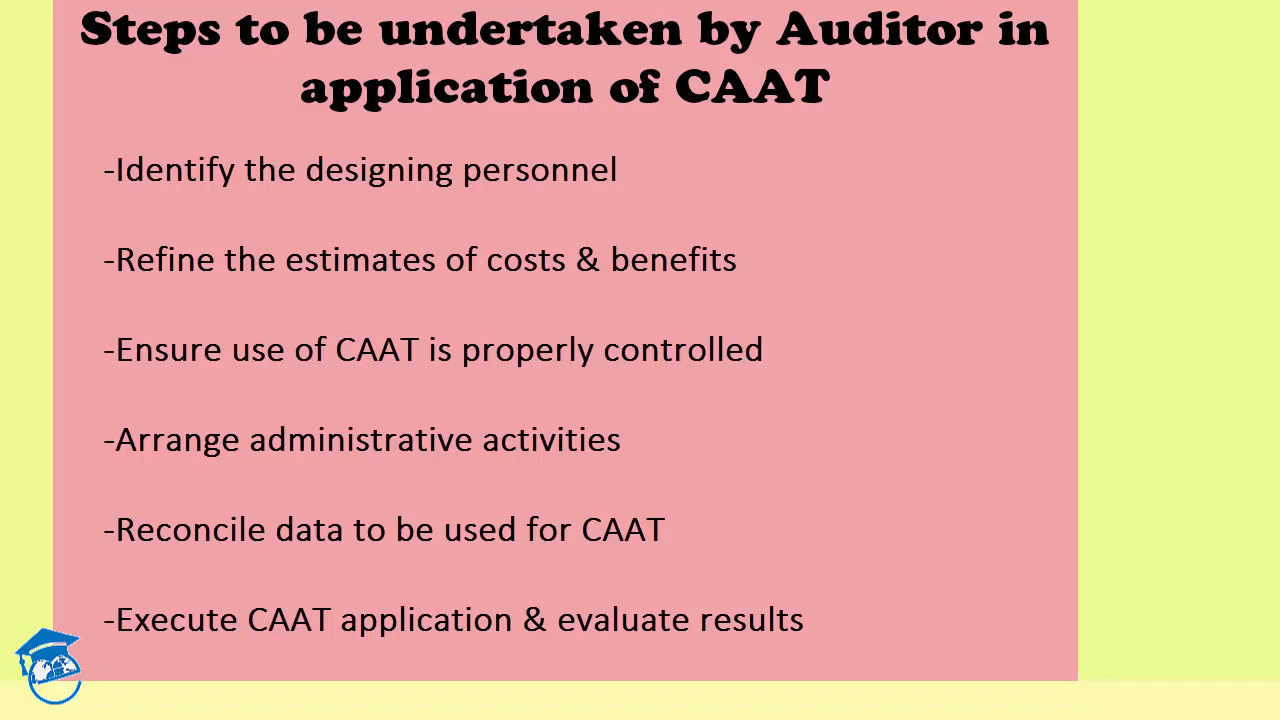 Steps to be undertaken by Auditor in
application of CAAT
-Identify the designing personnel
-Refine the estimates of costs & benefits
-Ensure use of CAAT is properly controlled
-Arrange administrative activities
-Reconcile data to be used for CAAT
-Execute CAAT application & evaluate results